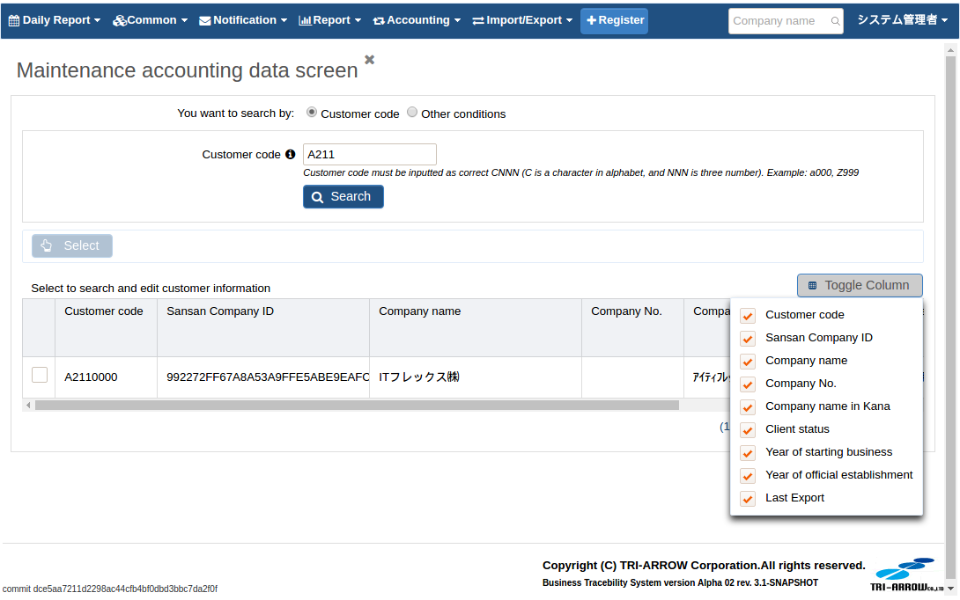 Daily Report Common Notification Report Accounting Import/Export Register Company name システム管理者
Maintenance accounting data screen
You want to search by: Customer code Other conditions
Customer code A211
Customer code must be inputted as correct CNNN (C is a character in alphabet, and NNN is three number). Example: a000, Z999
Search
Select
Select to search and edit customer information
Toggle Column
Customer code Sansan Company ID Company name Company No. Compa
A2110000 992272FF67A8A53A9FFE5ABE9EAFC ITフレックス㈱ ｱｲﾃｨﾌﾚ
(1
Customer code
Sansan Company ID
Company name
Company No.
Company name in Kana
Client status
Year of starting business
Year of official establishment
Last Export
Copyright (C) TRI-ARROW Corporation.All rights reserved.
Business Tracebility System version Alpha 02 rev. 3.1-SNAPSHOT
TRI-ARROW CO.,LTD
commit dce5aa7211d2298ac44cfb4bf0dbd3bbc7da2f0f